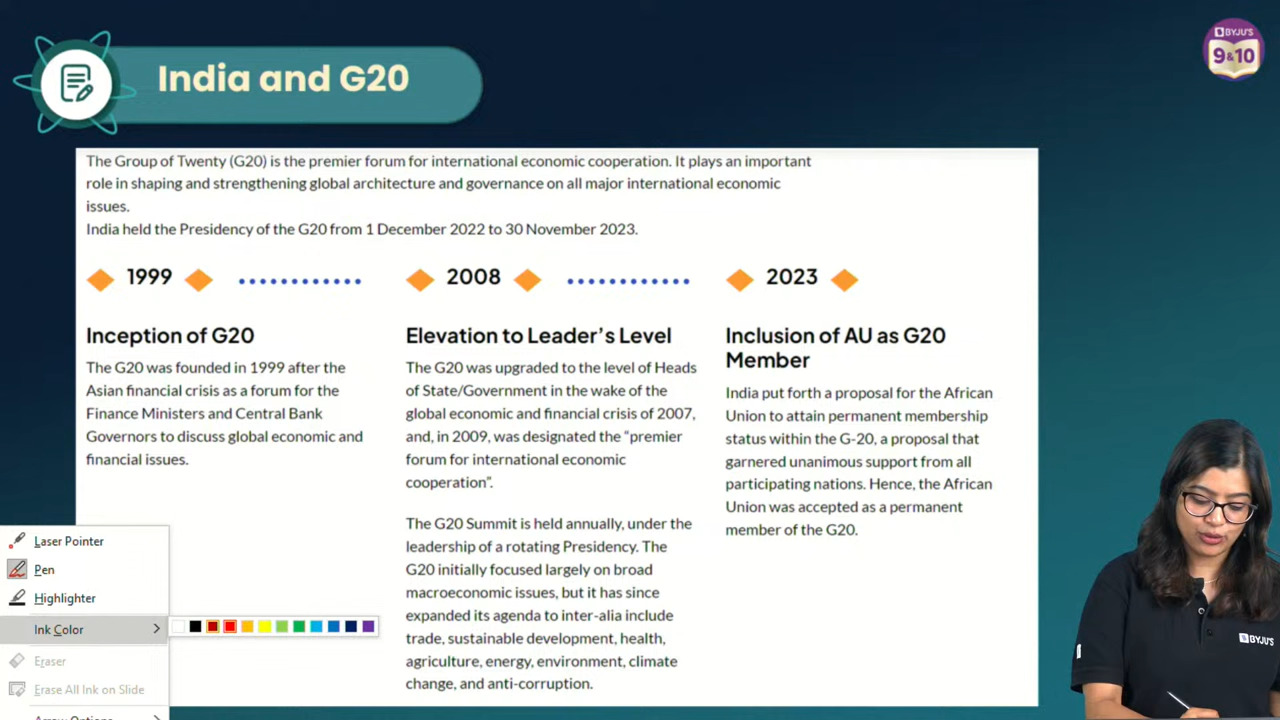 India and G20
BYJU'S
9&10
The Group of Twenty (G20) is the premier forum for international economic cooperation. It plays an important
role in shaping and strengthening global architecture and governance on all major international economic
issues.
India held the Presidency of the G20 from 1 December 2022 to 30 November 2023.
1999
Inception of G20
The G20 was founded in 1999 after the
Asian financial crisis as a forum for the
Finance Ministers and Central Bank
Governors to discuss global economic and
financial issues.
2008
Elevation to Leader's Level
The G20 was upgraded to the level of Heads
of State/Government in the wake of the
global economic and financial crisis of 2007,
and, in 2009, was designated the “premier
forum for international economic
cooperation”.
The G20 Summit is held annually, under the
leadership of a rotating Presidency. The
G20 initially focused largely on broad
macroeconomic issues, but it has since
expanded its agenda to inter-alia include
trade, sustainable development, health,
agriculture, energy, environment, climate
change, and anti-corruption.
2023
Inclusion of AU as G20
Member
India put forth a proposal for the African
Union to attain permanent membership
status within the G-20, a proposal that
garnered unanimous support from all
participating nations. Hence, the African
Union was accepted as a permanent
member of the G20.
Laser Pointer
Pen
Highlighter
Ink Color
Eraser
Erase All Ink on Slide
Arrow Options
BYJU'S